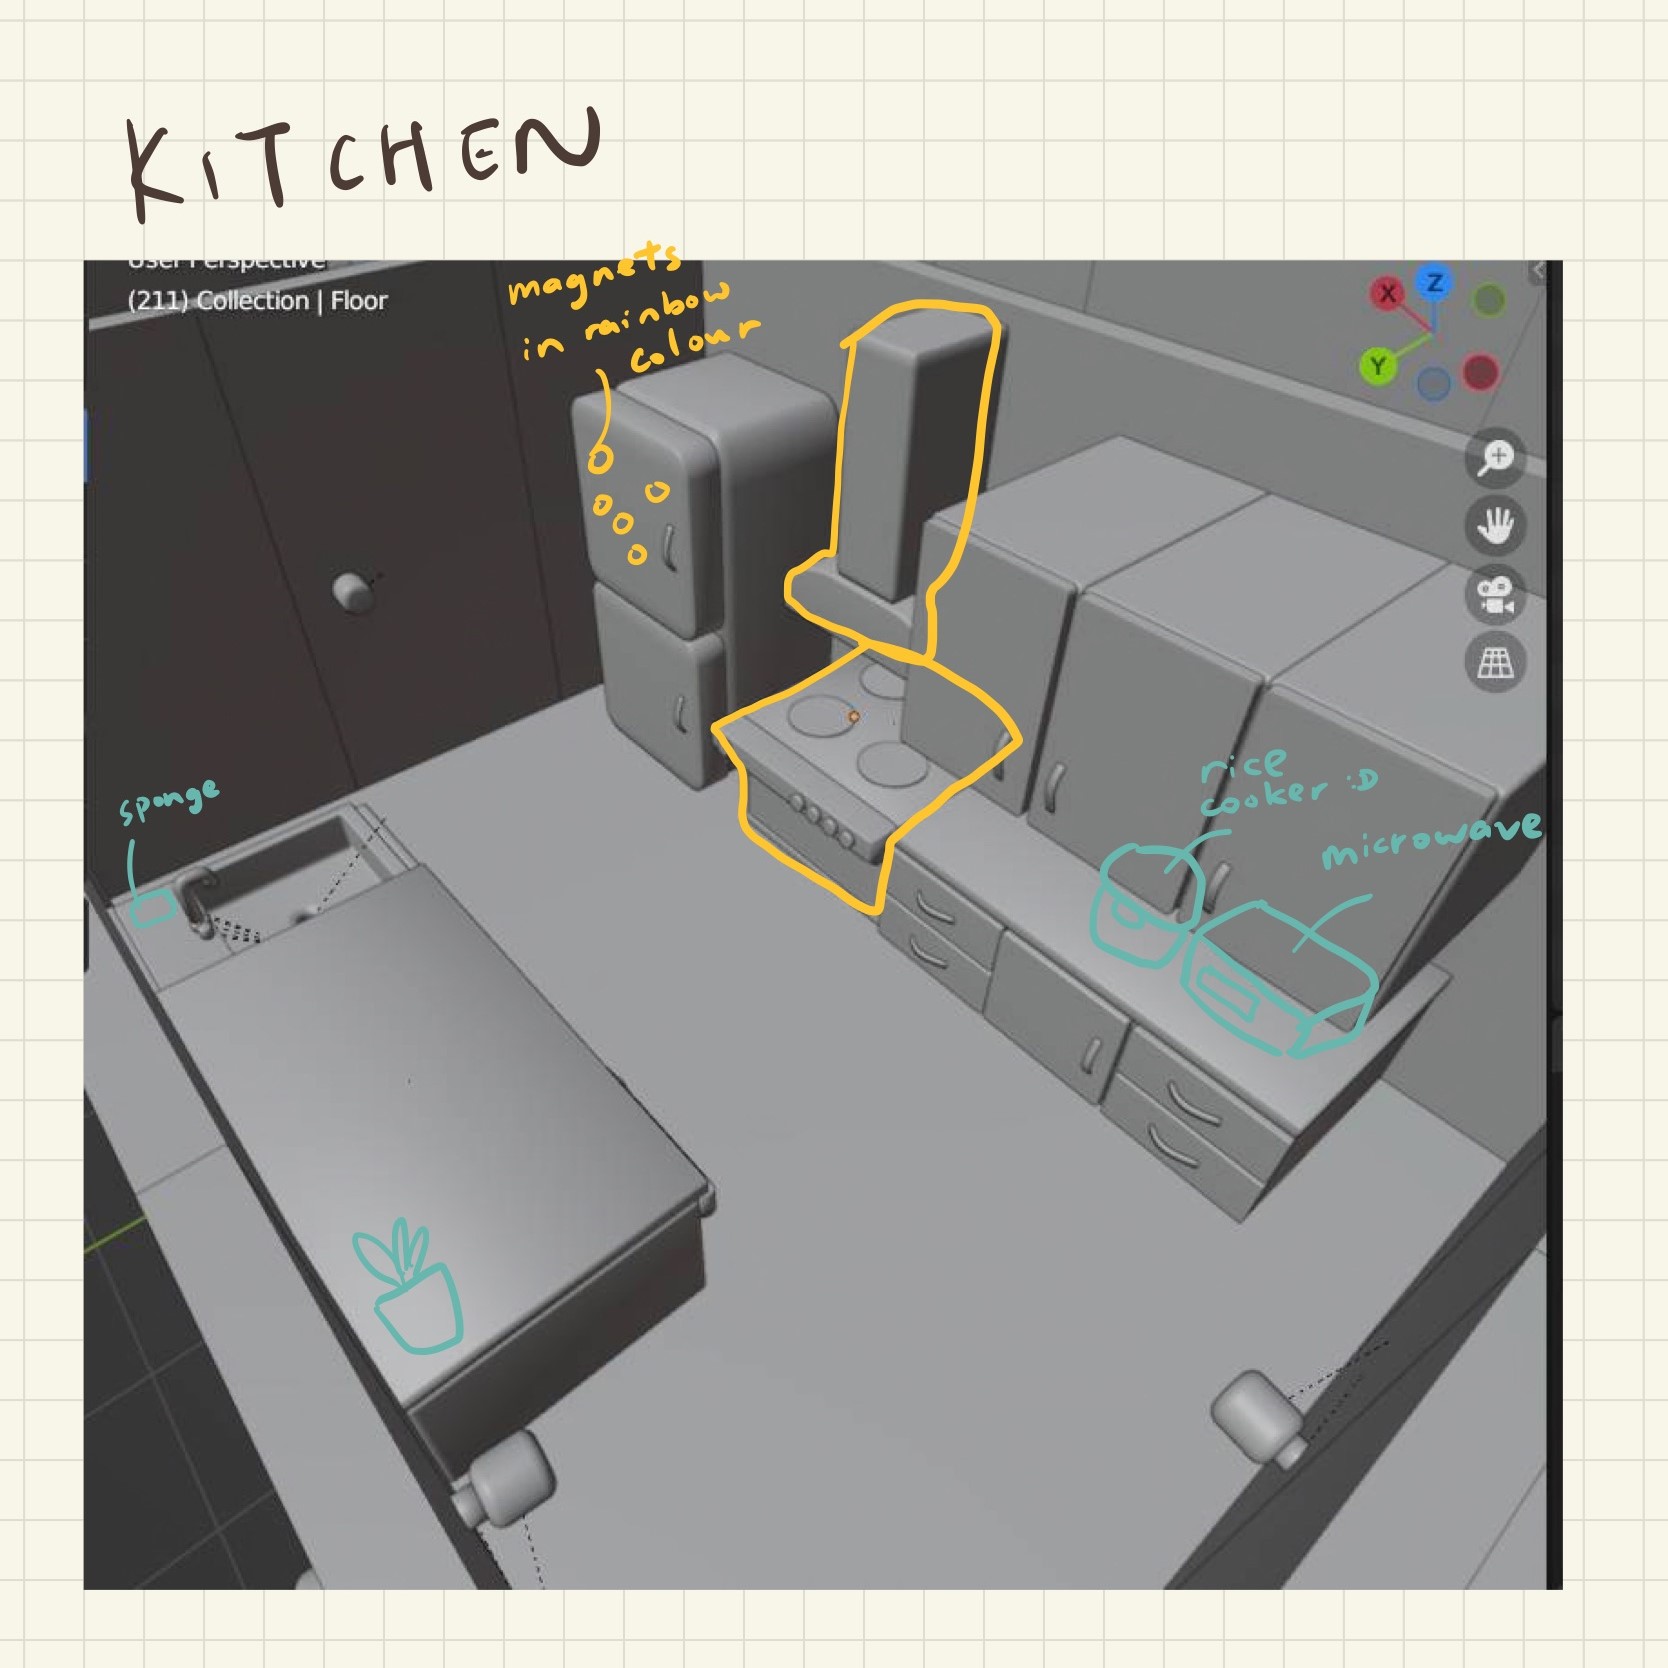 KiTCHEN
User Perspective
(211) Collection | Floor
magnets
in rainbow
colour
X
Z
Y
sponge
rice
cooker :D
microwave